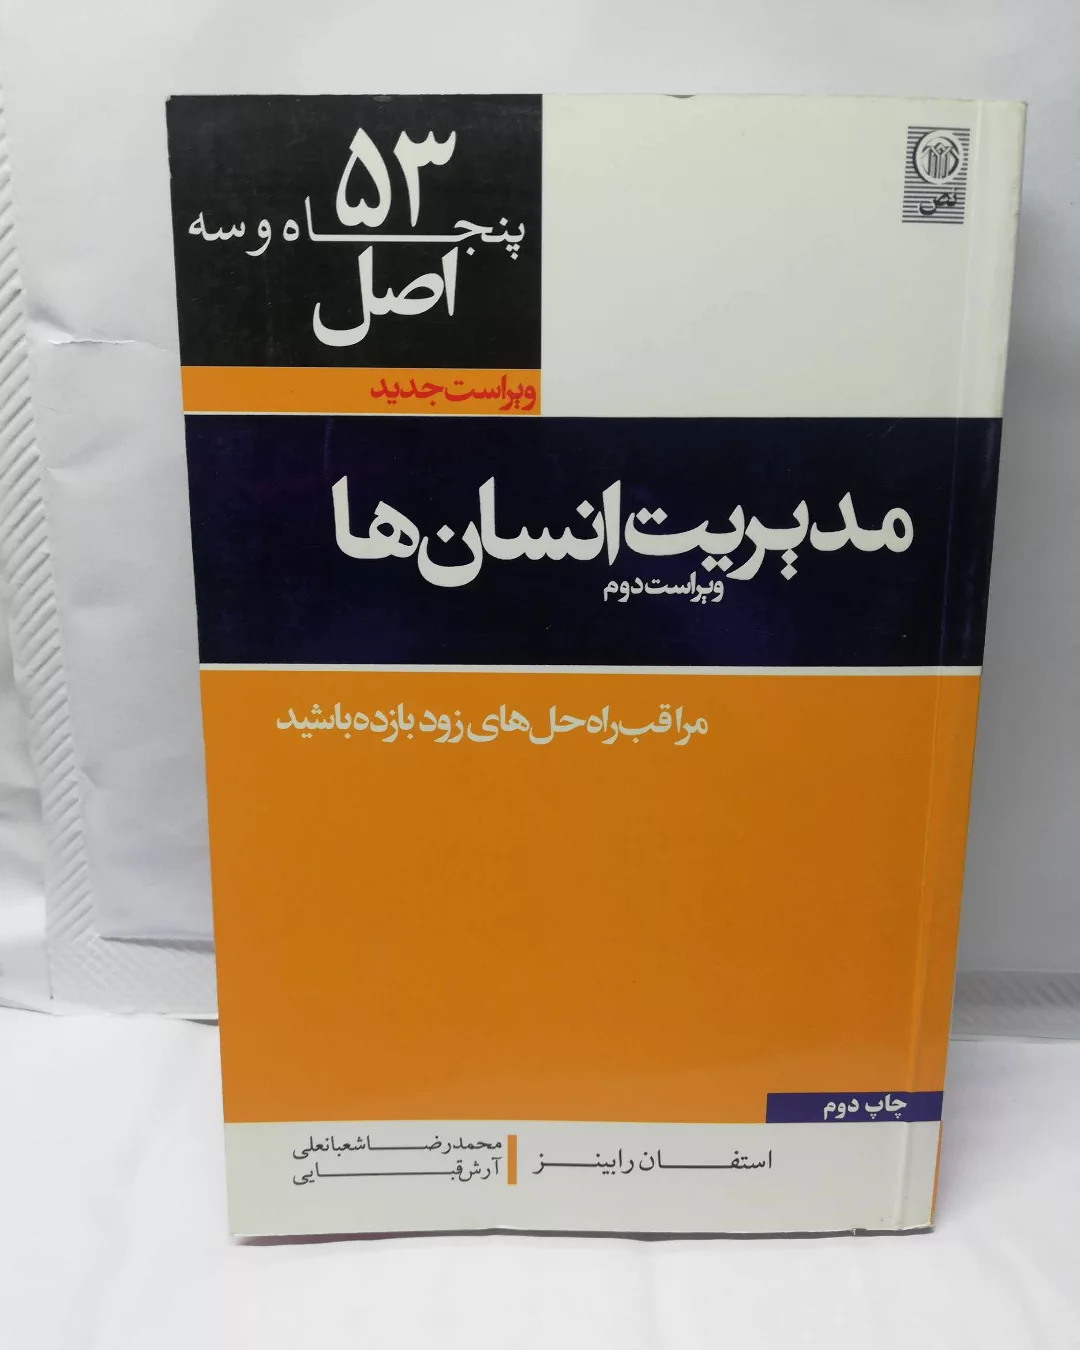 ۵۳
پنجاه و سه
اصل
نص
ویراست جدید
مدیریت انسان‌ها
ویراست دوم
مراقب راه‌حل‌های زود بازده باشید
چاپ دوم
استفان رابینز
محمدرضا شعبانعلی
آرش قبایی